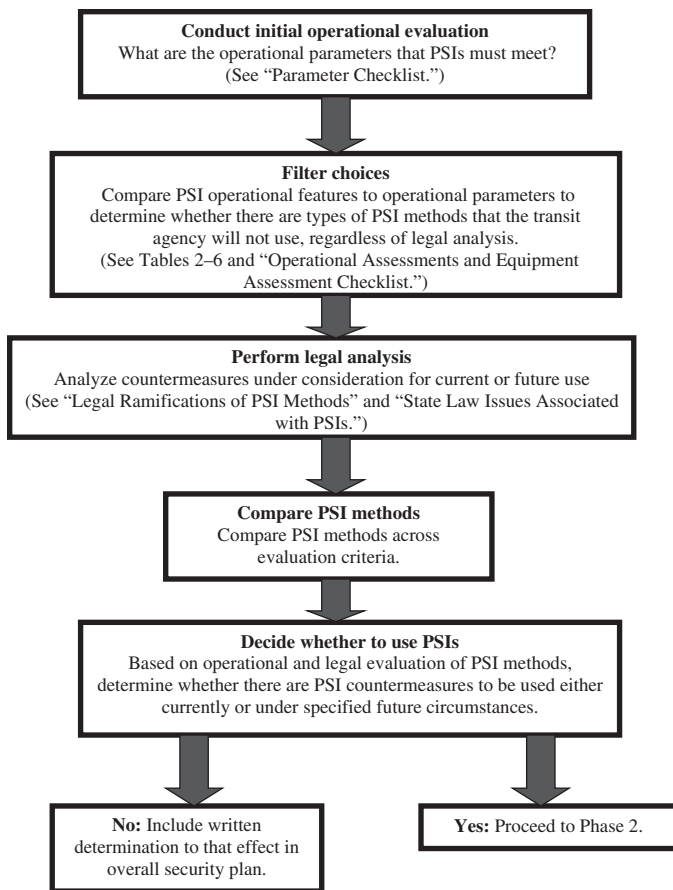 Conduct initial operational evaluation
What are the operational parameters that PSIs must meet?
(See “Parameter Checklist.”)
Filter choices
Compare PSI operational features to operational parameters to
determine whether there are types of PSI methods that the transit
agency will not use, regardless of legal analysis.
(See Tables 2–6 and “Operational Assessments and Equipment
Assessment Checklist.”)
Perform legal analysis
Analyze countermeasures under consideration for current or future use
(See “Legal Ramifications of PSI Methods” and “State Law Issues Associated
with PSIs.”)
Compare PSI methods
Compare PSI methods across
evaluation criteria.
Decide whether to use PSIs
Based on operational and legal evaluation of PSI methods,
determine whether there are PSI countermeasures to be used either
currently or under specified future circumstances.
No: Include written
determination to that effect in
overall security plan.
Yes: Proceed to Phase 2.